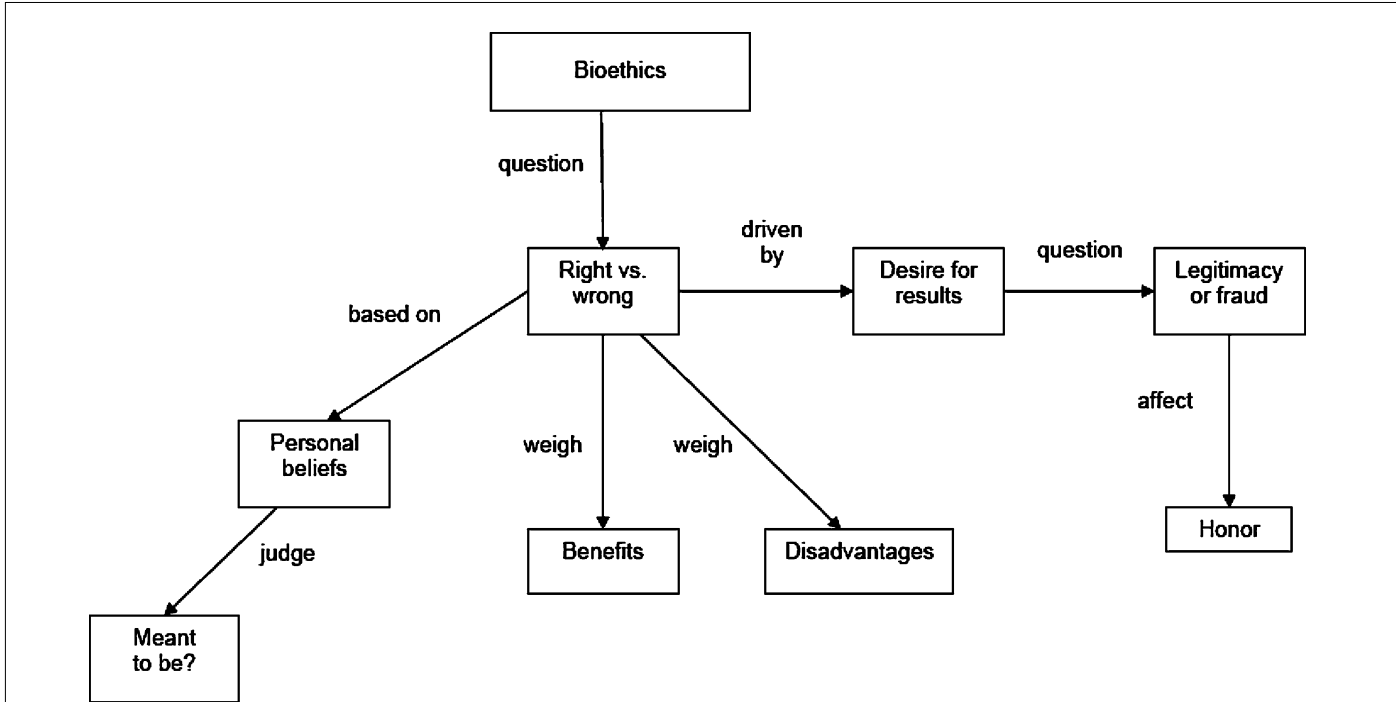 Bioethics
question
driven
by
Right vs.
wrong
Desire for
results
question
Legitimacy
or fraud
based on
affect
Personal
beliefs
weigh
weigh
Honor
judge
Benefits
Disadvantages
Meant
to be?